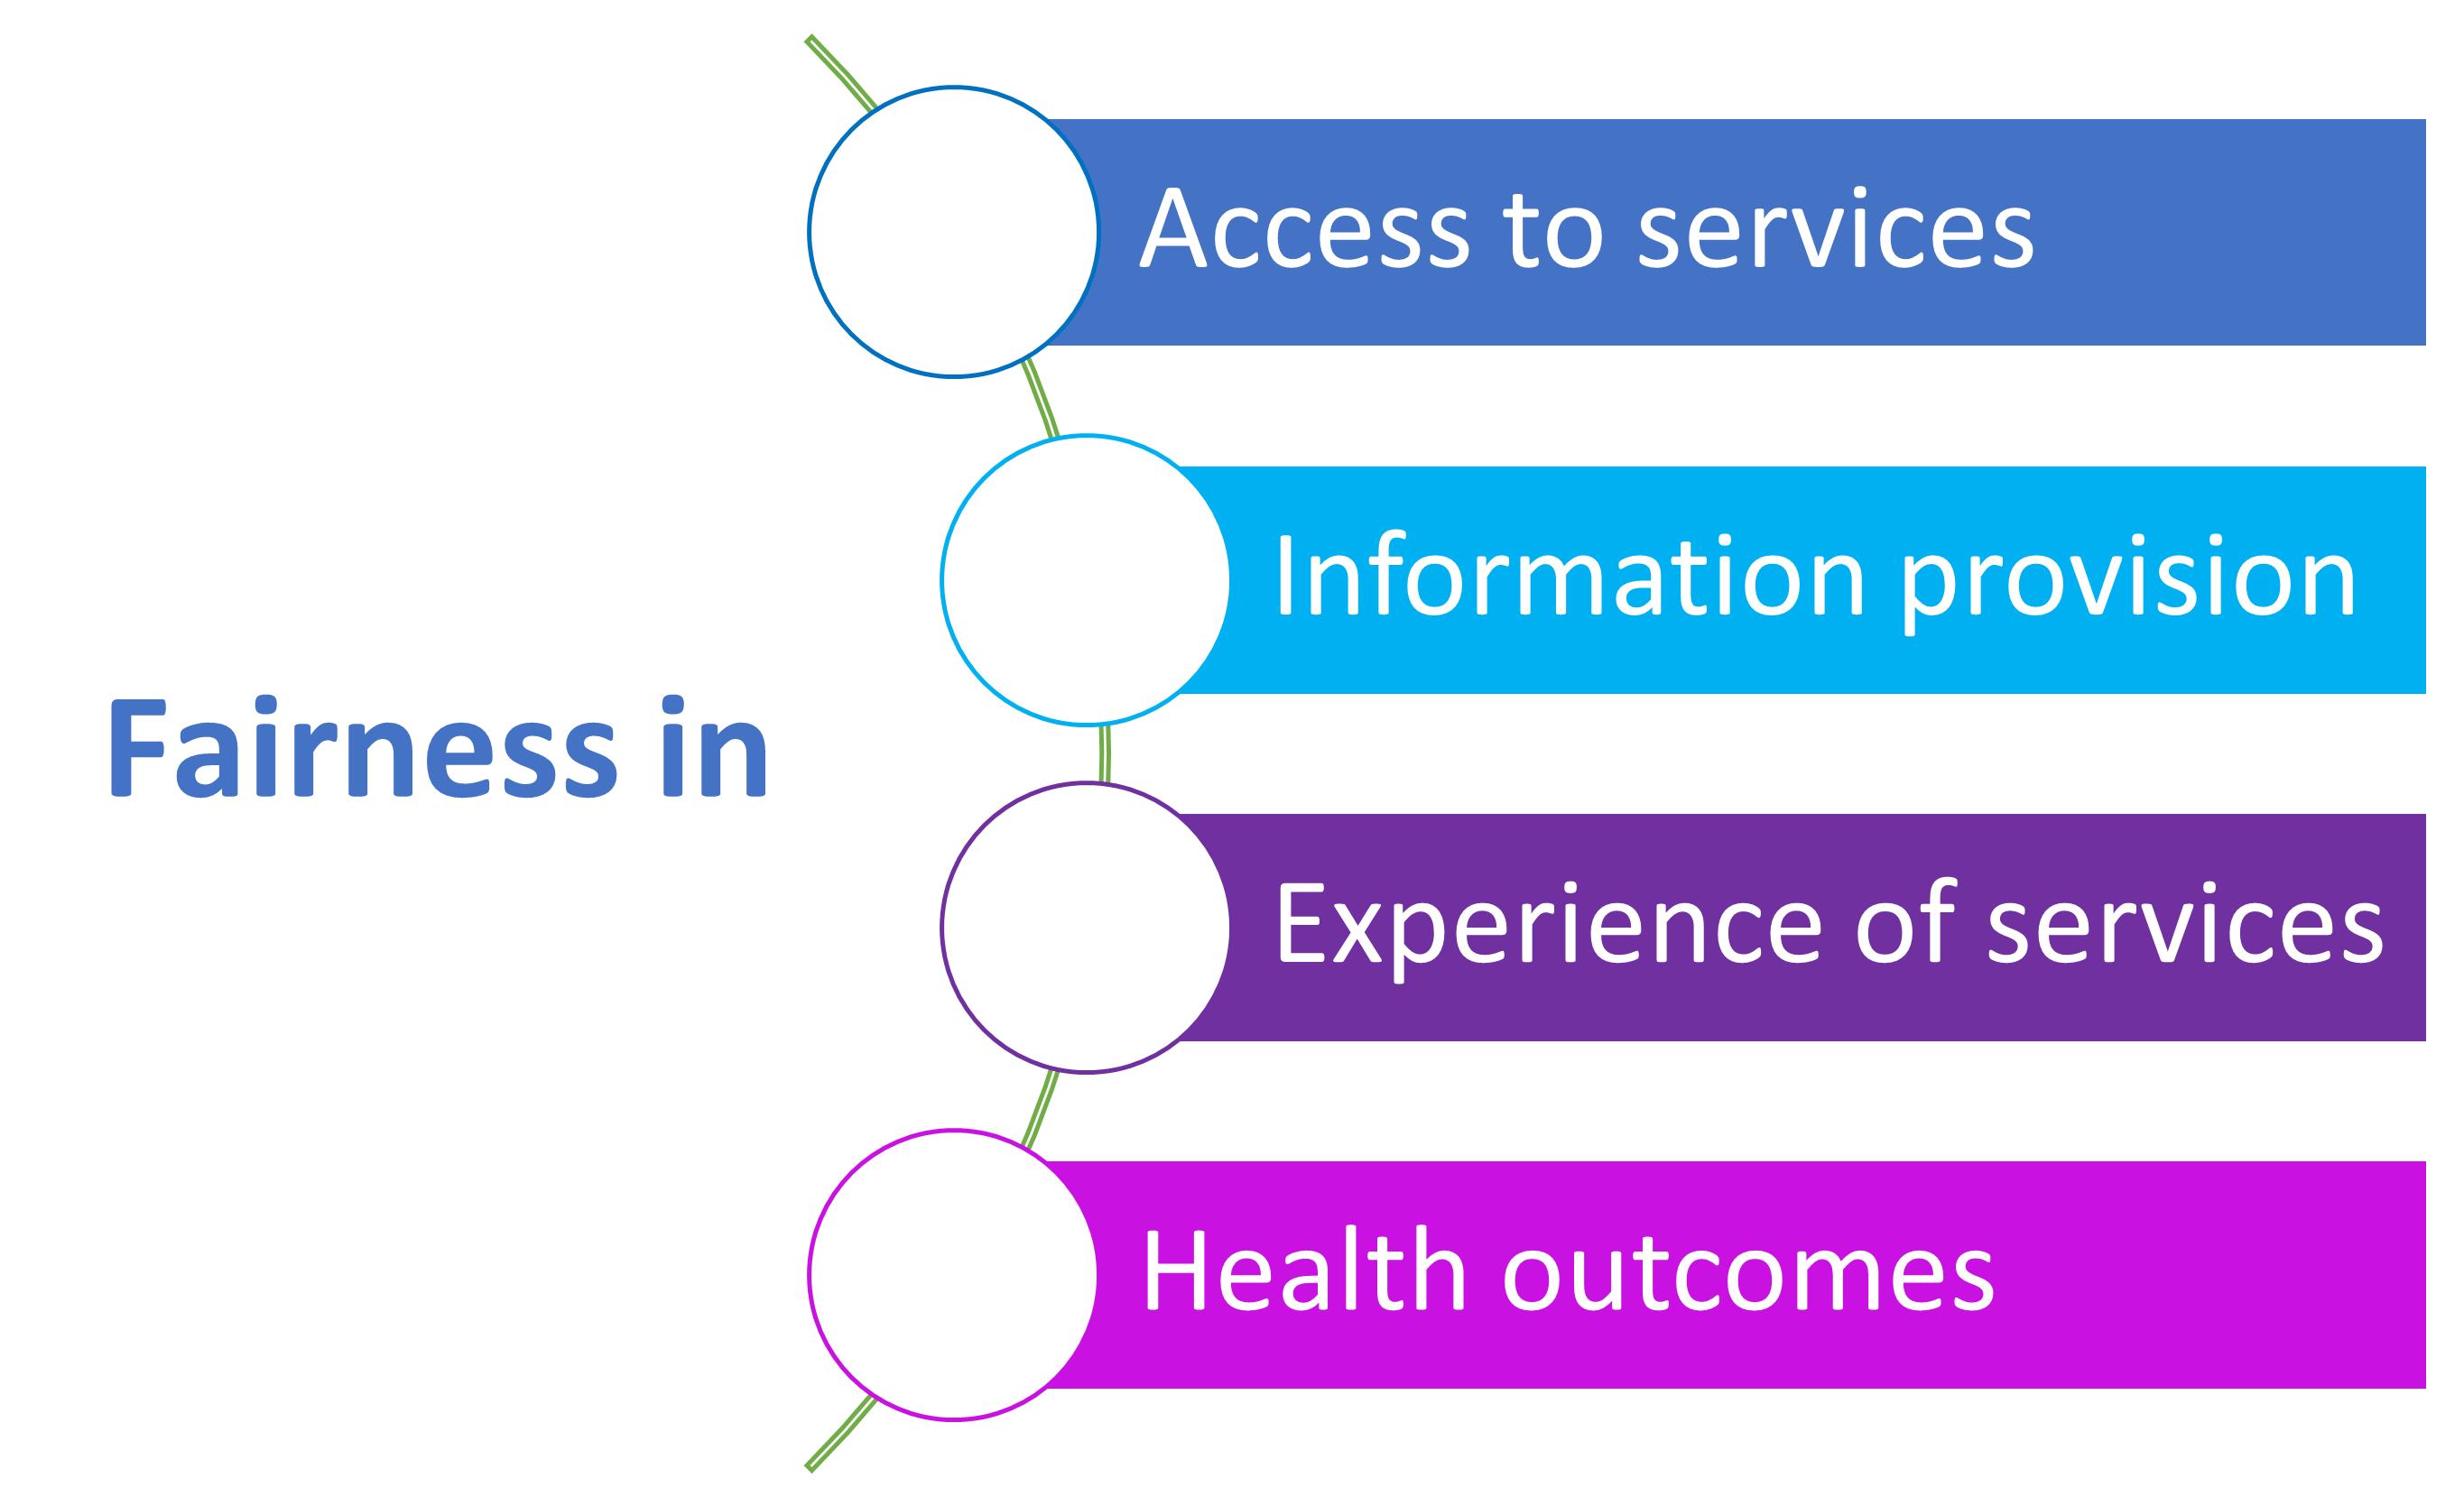 Fairness in
Access to services
Information provision
Experience of services
Health outcomes